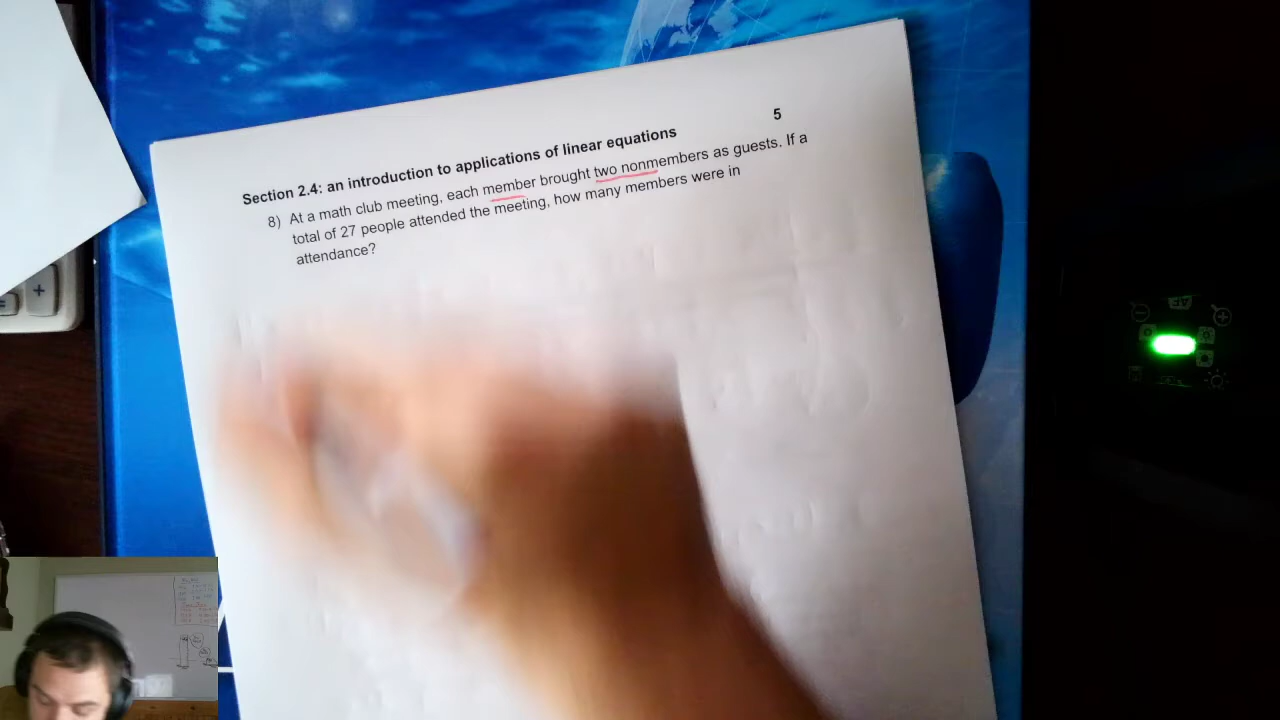 5
Section 2.4: an introduction to applications of linear equations
8) At a math club meeting, each member brought two nonmembers as guests. If a
total of 27 people attended the meeting, how many members were in
attendance?
+
=
AF